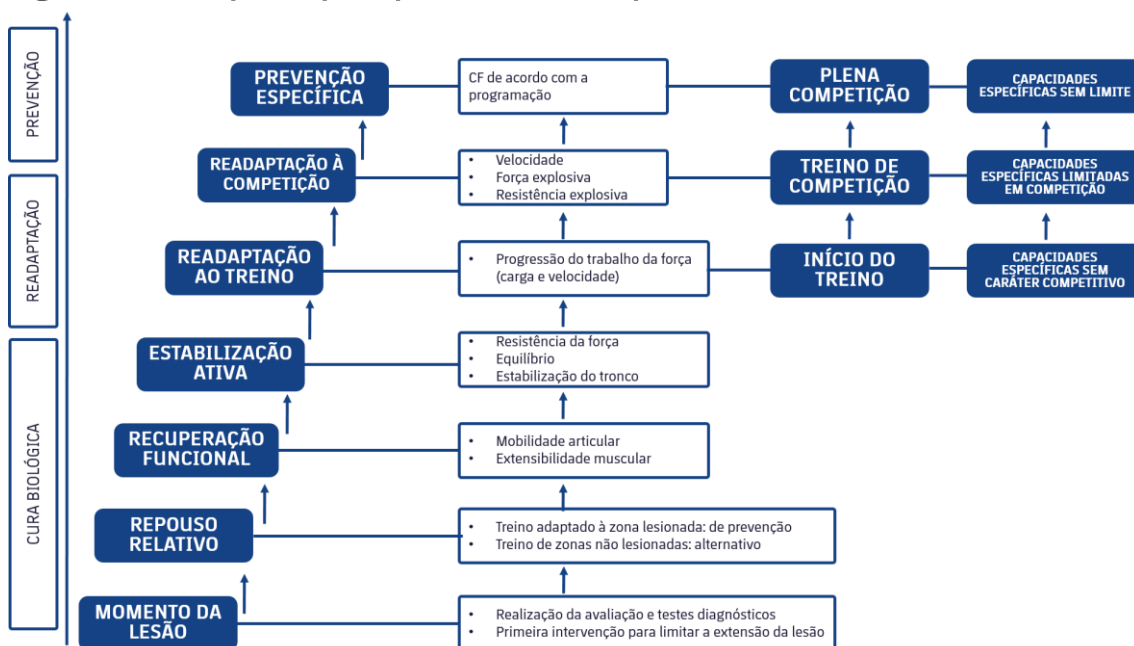 PREVENÇÃO
READAPTAÇÃO
CURA BIOLÓGICA
PREVENÇÃO
ESPECÍFICA
CF de acordo com a
programação
PLENA
COMPETIÇÃO
CAPACIDADES
ESPECÍFICAS SEM LIMITE
READAPTAÇÃO À
COMPETIÇÃO
• Velocidade
• Força explosiva
• Resistência explosiva
TREINO DE
COMPETIÇÃO
CAPACIDADES
ESPECÍFICAS LIMITADAS
EM COMPETIÇÃO
READAPTAÇÃO
AO TREINO
• Progressão do trabalho da força
(carga e velocidade)
INÍCIO DO
TREINO
CAPACIDADES
ESPECÍFICAS SEM
CARÁTER COMPETITIVO
ESTABILIZAÇÃO
ATIVA
• Resistência da força
• Equilíbrio
• Estabilização do tronco
RECUPERAÇÃO
FUNCIONAL
• Mobilidade articular
• Extensibilidade muscular
REPOUSO
RELATIVO
• Treino adaptado à zona lesionada: de prevenção
• Treino de zonas não lesionadas: alternativo
MOMENTO DA
LESÃO
• Realização da avaliação e testes diagnósticos
• Primeira intervenção para limitar a extensão da lesão